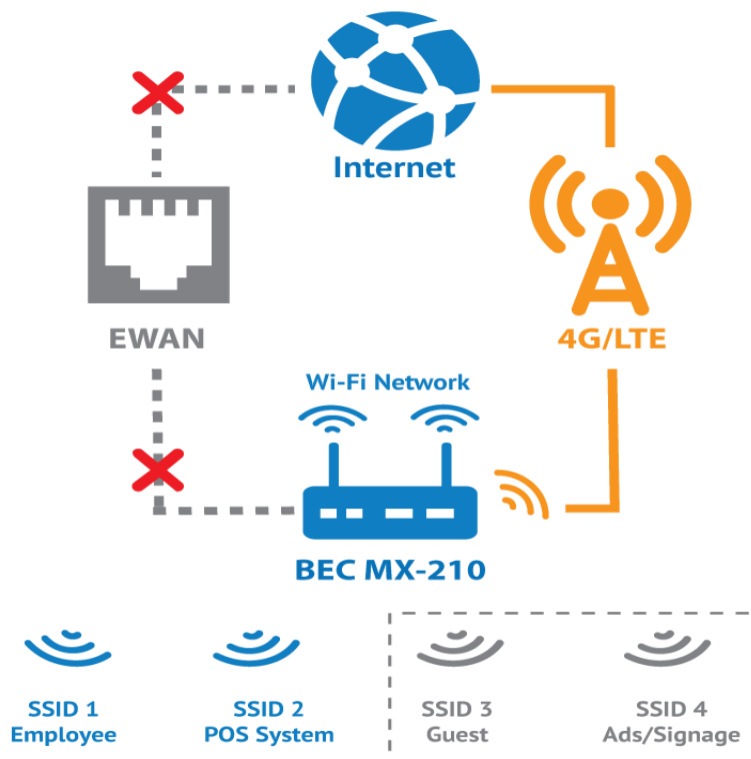 Internet
EWAN
4G/LTE
Wi-Fi Network
BEC MX-210
SSID 1
Employee
SSID 2
POS System
SSID 3
Guest
SSID 4
Ads/Signage